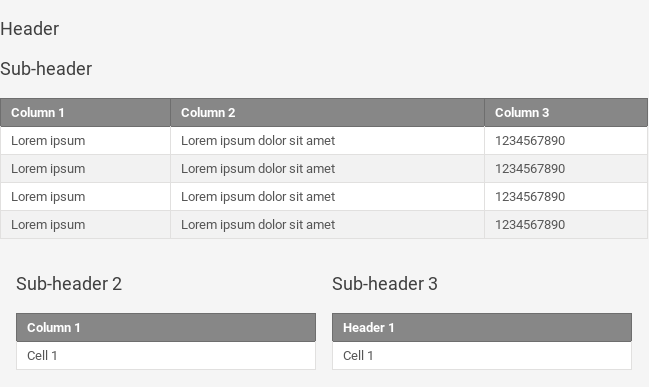 Header
Sub-header
Column 1 Column 2 Column 3
Lorem ipsum Lorem ipsum dolor sit amet 1234567890
Lorem ipsum Lorem ipsum dolor sit amet 1234567890
Lorem ipsum Lorem ipsum dolor sit amet 1234567890
Lorem ipsum Lorem ipsum dolor sit amet 1234567890
Sub-header 2
Column 1
Cell 1
Sub-header 3
Header 1
Cell 1